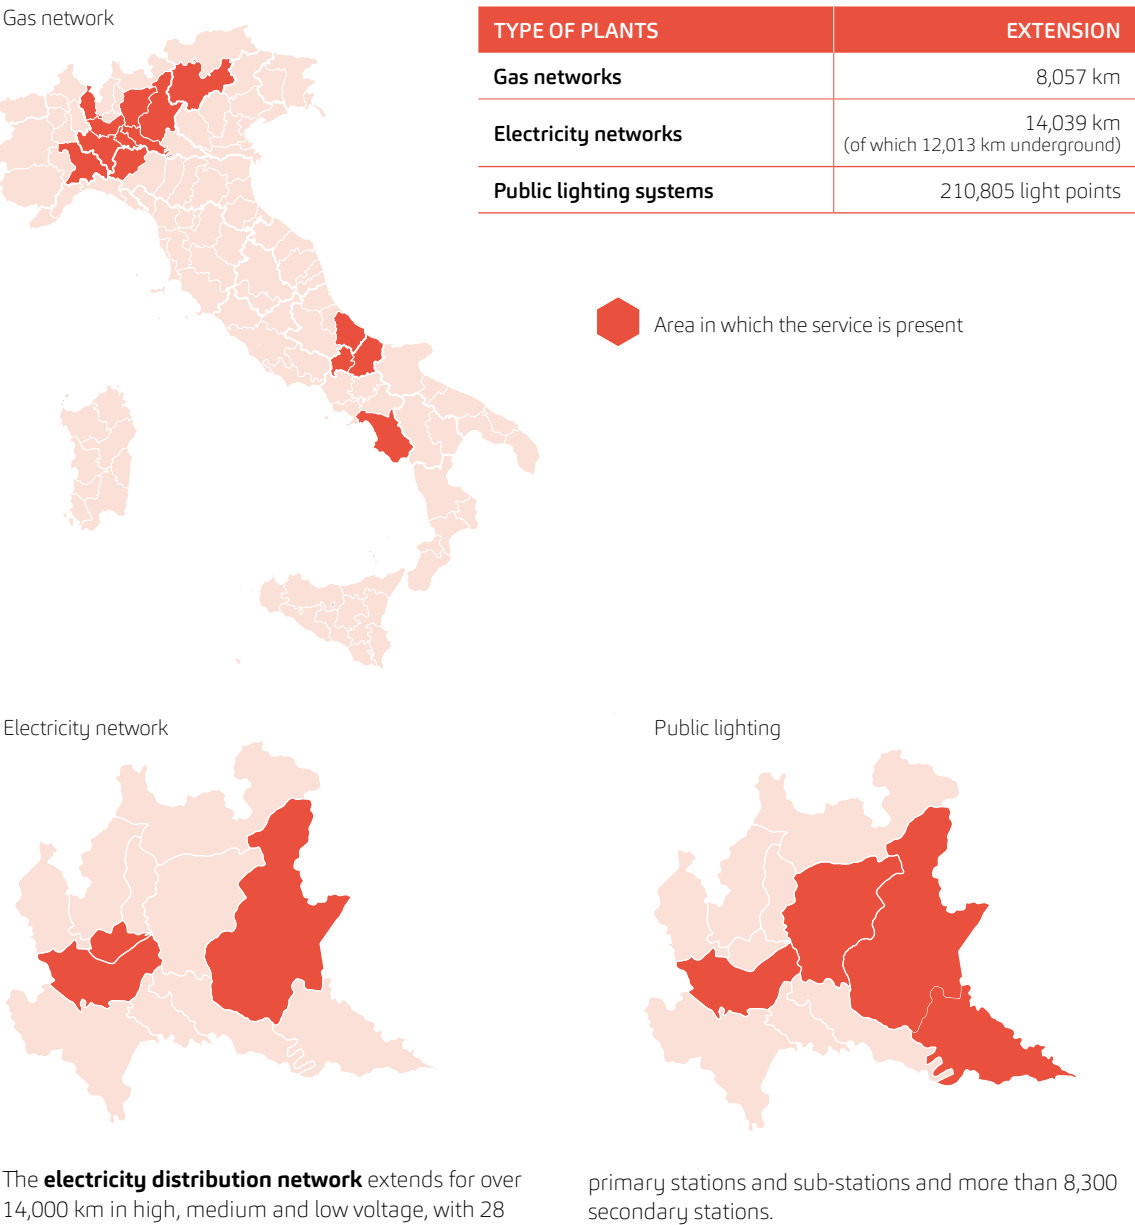 Gas network
TYPE OF PLANTS EXTENSION
Gas networks 8,057 km
Electricity networks 14,039 km
(of which 12,013 km underground)
Public lighting systems 210,805 light points
Area in which the service is present
Electricity network
Public lighting
The electricity distribution network extends for over
14,000 km in high, medium and low voltage, with 28
primary stations and sub-stations and more than 8,300
secondary stations.